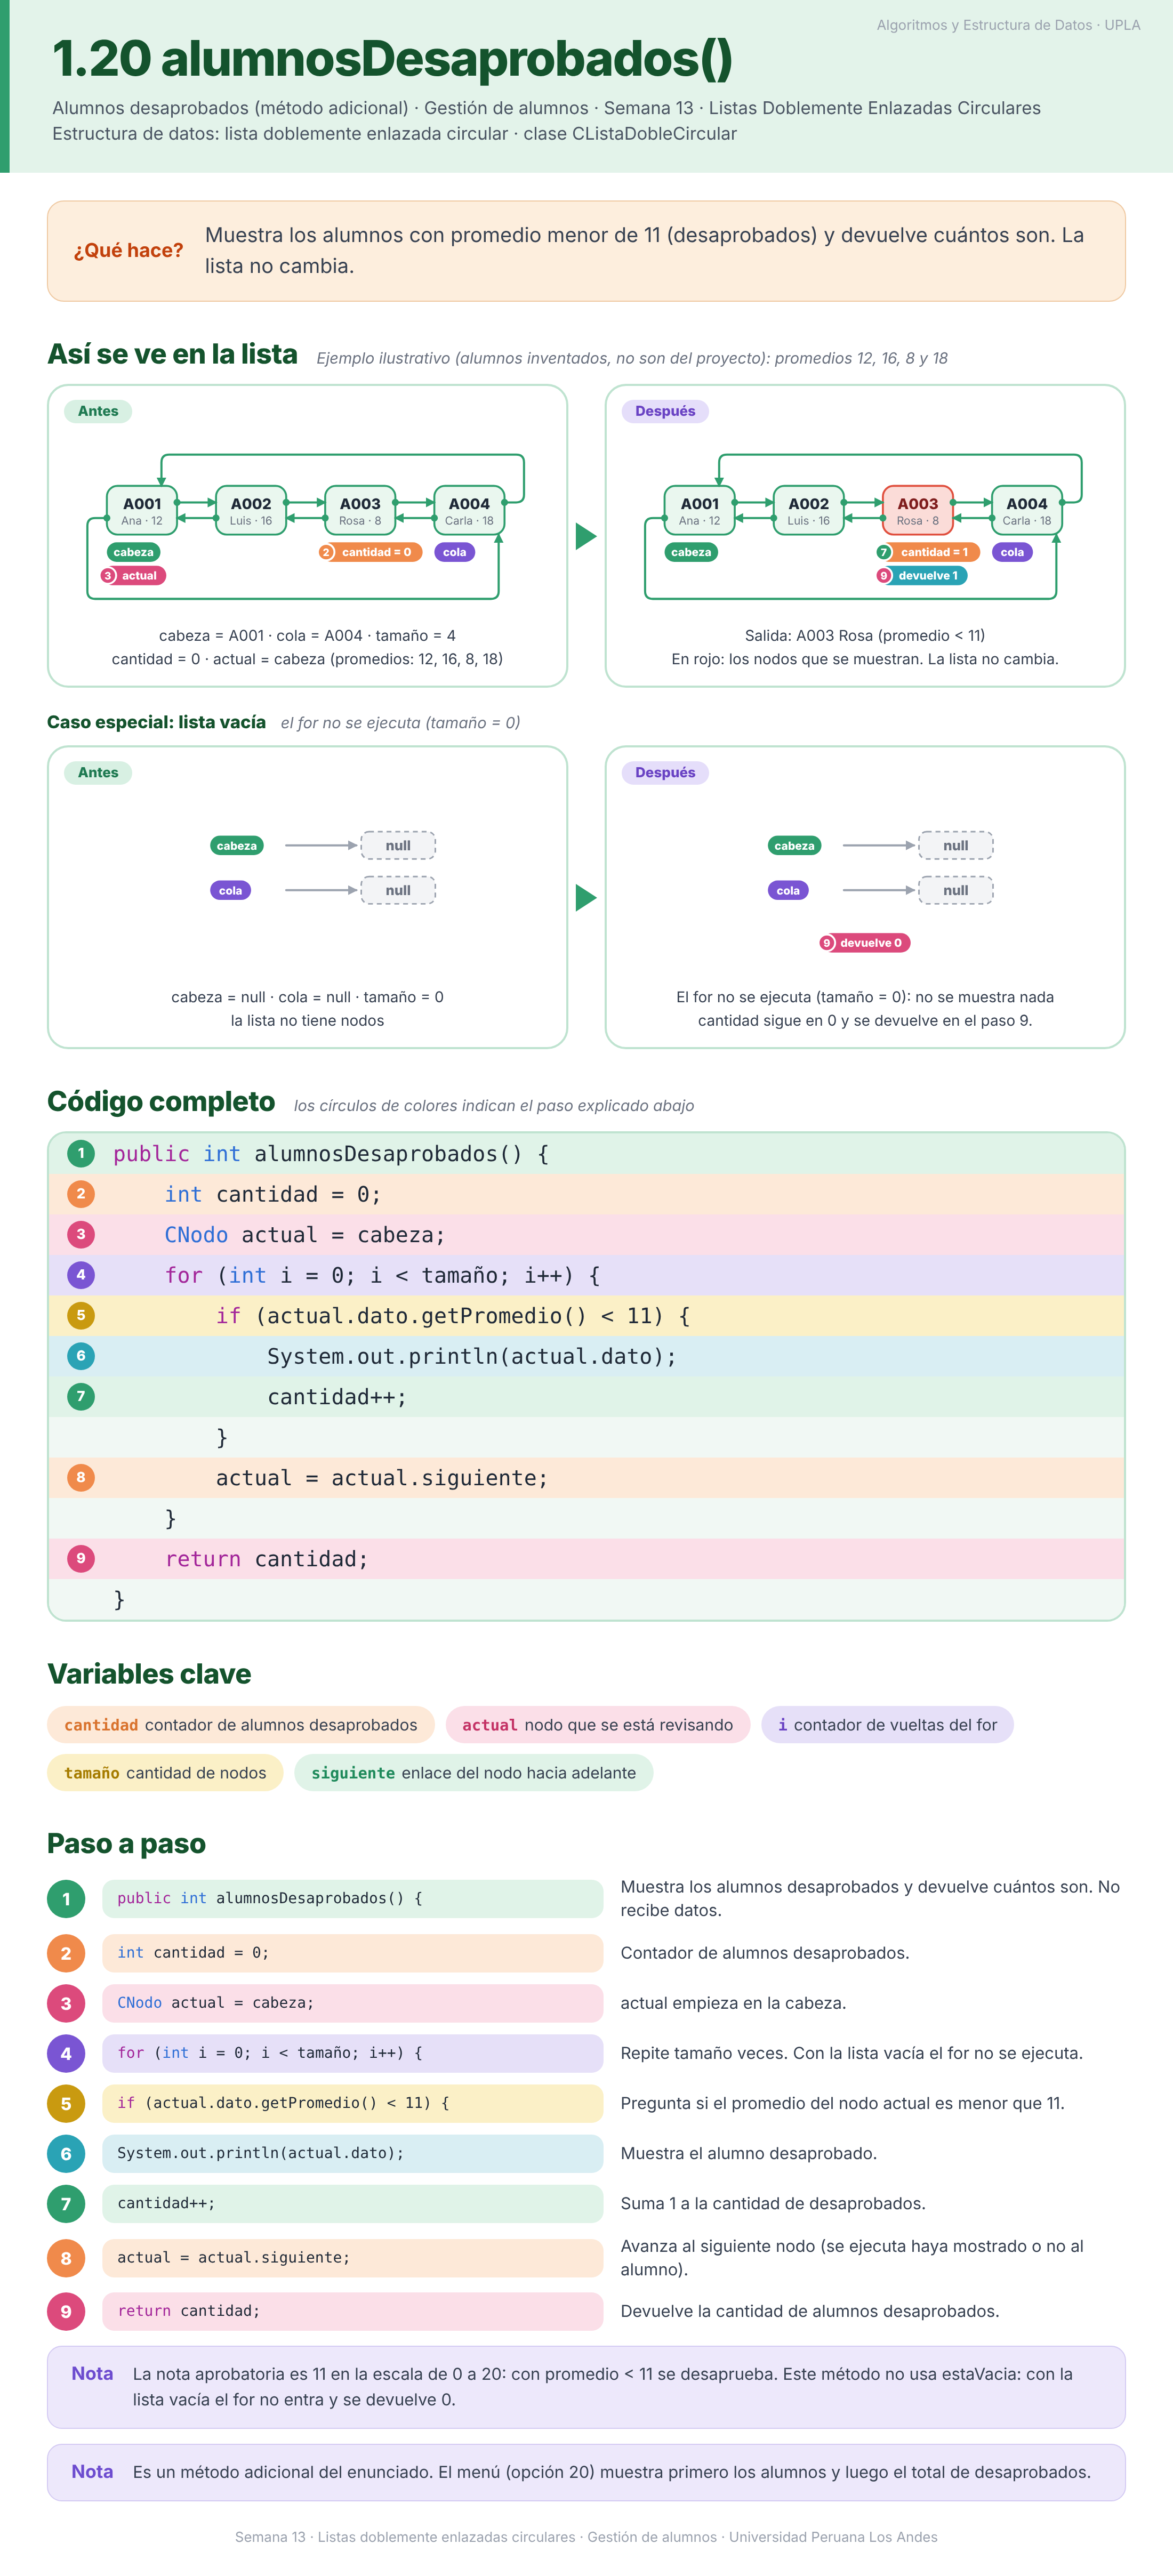 Algoritmos y Estructura de Datos · UPLA
1.20 alumnosDesaprobados()
Alumnos desaprobados (método adicional) · Gestión de alumnos · Semana 13 · Listas Doblemente Enlazadas Circulares
Estructura de datos: lista doblemente enlazada circular · clase CListaDobleCircular
¿Qué hace?
Muestra los alumnos con promedio menor de 11 (desaprobados) y devuelve cuántos son. La
lista no cambia.
Así se ve en la lista
Ejemplo ilustrativo (alumnos inventados, no son del proyecto): promedios 12, 16, 8 y 18
Antes
A001
Ana · 12
A002
Luis · 16
A003
Rosa · 8
A004
Carla · 18
cabeza
2 cantidad = 0
cola
3 actual
cabeza = A001 · cola = A004 · tamaño = 4
cantidad = 0 · actual = cabeza (promedios: 12, 16, 8, 18)
Después
A001
Ana · 12
A002
Luis · 16
A003
Rosa · 8
A004
Carla · 18
cabeza
7 cantidad = 1
cola
9 devuelve 1
Salida: A003 Rosa (promedio < 11)
En rojo: los nodos que se muestran. La lista no cambia.
Caso especial: lista vacía
el for no se ejecuta (tamaño = 0)
Antes
cabeza
null
cola
null
cabeza = null · cola = null · tamaño = 0
la lista no tiene nodos
Después
cabeza
null
cola
null
9 devuelve 0
El for no se ejecuta (tamaño = 0): no se muestra nada
cantidad sigue en 0 y se devuelve en el paso 9.
Código completo
los círculos de colores indican el paso explicado abajo
1 public int alumnosDesaprobados() {
2 int cantidad = 0;
3 CNodo actual = cabeza;
4 for (int i = 0; i < tamaño; i++) {
5 if (actual.dato.getPromedio() < 11) {
6 System.out.println(actual.dato);
7 cantidad++;
}
8 actual = actual.siguiente;
}
9 return cantidad;
}
Variables clave
cantidad contador de alumnos desaprobados
actual nodo que se está revisando
i contador de vueltas del for
tamaño cantidad de nodos
siguiente enlace del nodo hacia adelante
Paso a paso
1 public int alumnosDesaprobados() {
Muestra los alumnos desaprobados y devuelve cuántos son. No
recibe datos.
2 int cantidad = 0;
Contador de alumnos desaprobados.
3 CNodo actual = cabeza;
actual empieza en la cabeza.
4 for (int i = 0; i < tamaño; i++) {
Repite tamaño veces. Con la lista vacía el for no se ejecuta.
5 if (actual.dato.getPromedio() < 11) {
Pregunta si el promedio del nodo actual es menor que 11.
6 System.out.println(actual.dato);
Muestra el alumno desaprobado.
7 cantidad++;
Suma 1 a la cantidad de desaprobados.
8 actual = actual.siguiente;
Avanza al siguiente nodo (se ejecuta haya mostrado o no al
alumno).
9 return cantidad;
Devuelve la cantidad de alumnos desaprobados.
Nota
La nota aprobatoria es 11 en la escala de 0 a 20: con promedio < 11 se desaprueba. Este método no usa estaVacia: con la
lista vacía el for no entra y se devuelve 0.
Nota
Es un método adicional del enunciado. El menú (opción 20) muestra primero los alumnos y luego el total de desaprobados.
Semana 13 · Listas doblemente enlazadas circulares · Gestión de alumnos · Universidad Peruana Los Andes